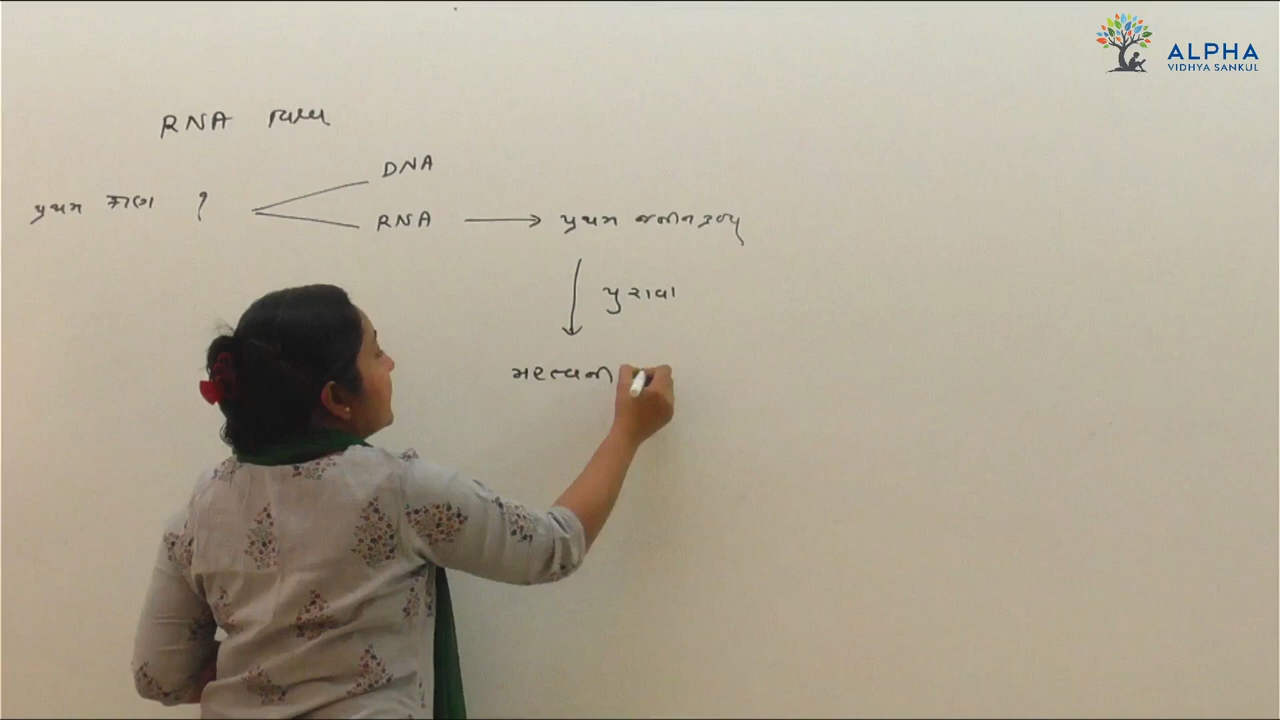 ALPHA
VIDHYA SANKUL
RNA વિશ્વ
DNA
પ્રથમ કોણ ?
RNA → પ્રથમ જનીનદ્રવ્ય
પુરાવા
મહત્વની